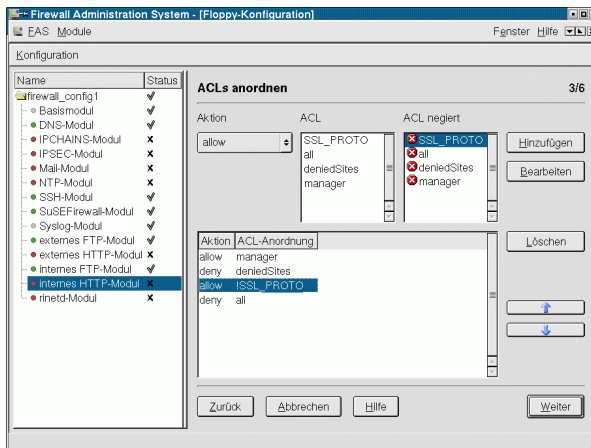 Firewall Administration System - [Floppy-Konfiguration]
FAS Module Fenster Hilfe
Konfiguration
Name Status
firewall_config1
Basismodul
DNS-Modul
IPCHAINS-Modul
IPSEC-Modul
Mail-Modul
NTP-Modul
SSH-Modul
SuSEFirewall-Modul
Syslog-Modul
externes FTP-Modul
externes HTTP-Modul
internes FTP-Modul
internes HTTP-Modul
rinetd-Modul
ACLs anordnen 3/6
Aktion ACL ACL negiert
allow
SSL_PROTO
all
deniedSites
manager
SSL_PROTO
all
deniedSites
manager
Hinzufügen
Bearbeiten
Aktion ACL-Anordnung
allow manager
deny deniedSites
allow !SSL_PROTO
deny all
Löschen
Zurück Abbrechen Hilfe Weiter